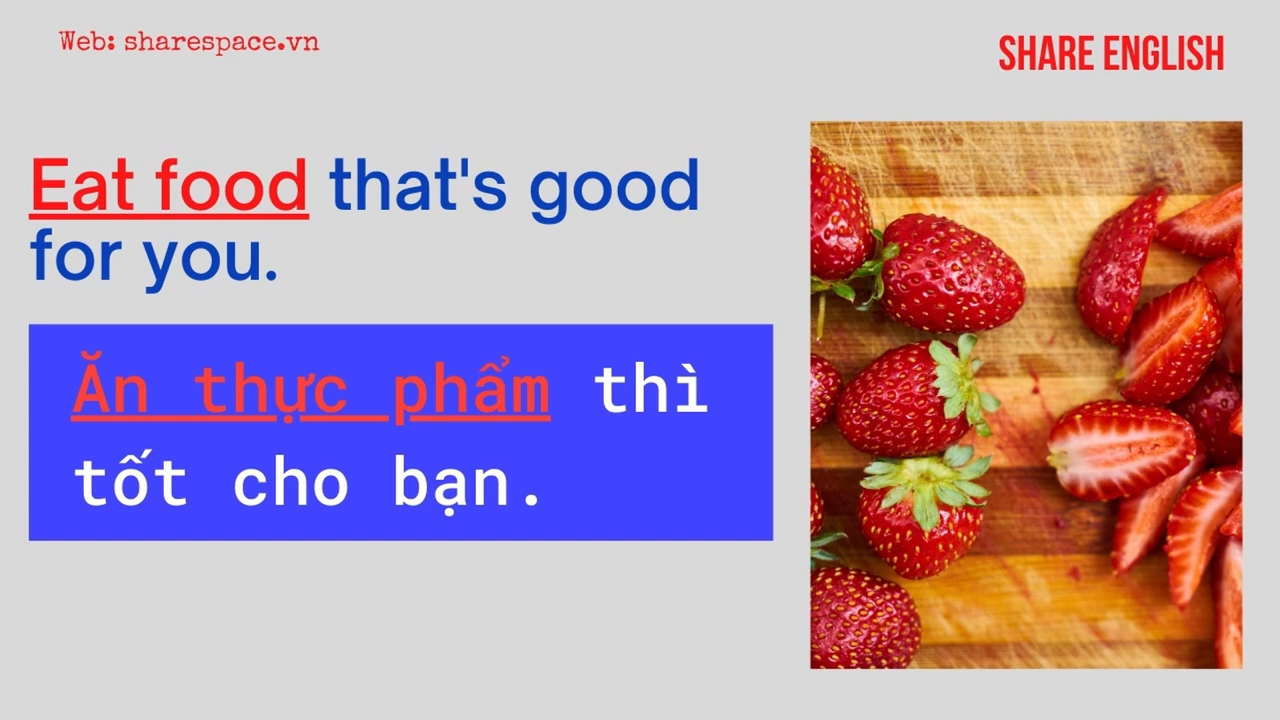 Web: sharespace.vn
SHARE ENGLISH
Eat food that's good
for you.
Ăn thực phẩm thì
tốt cho bạn.